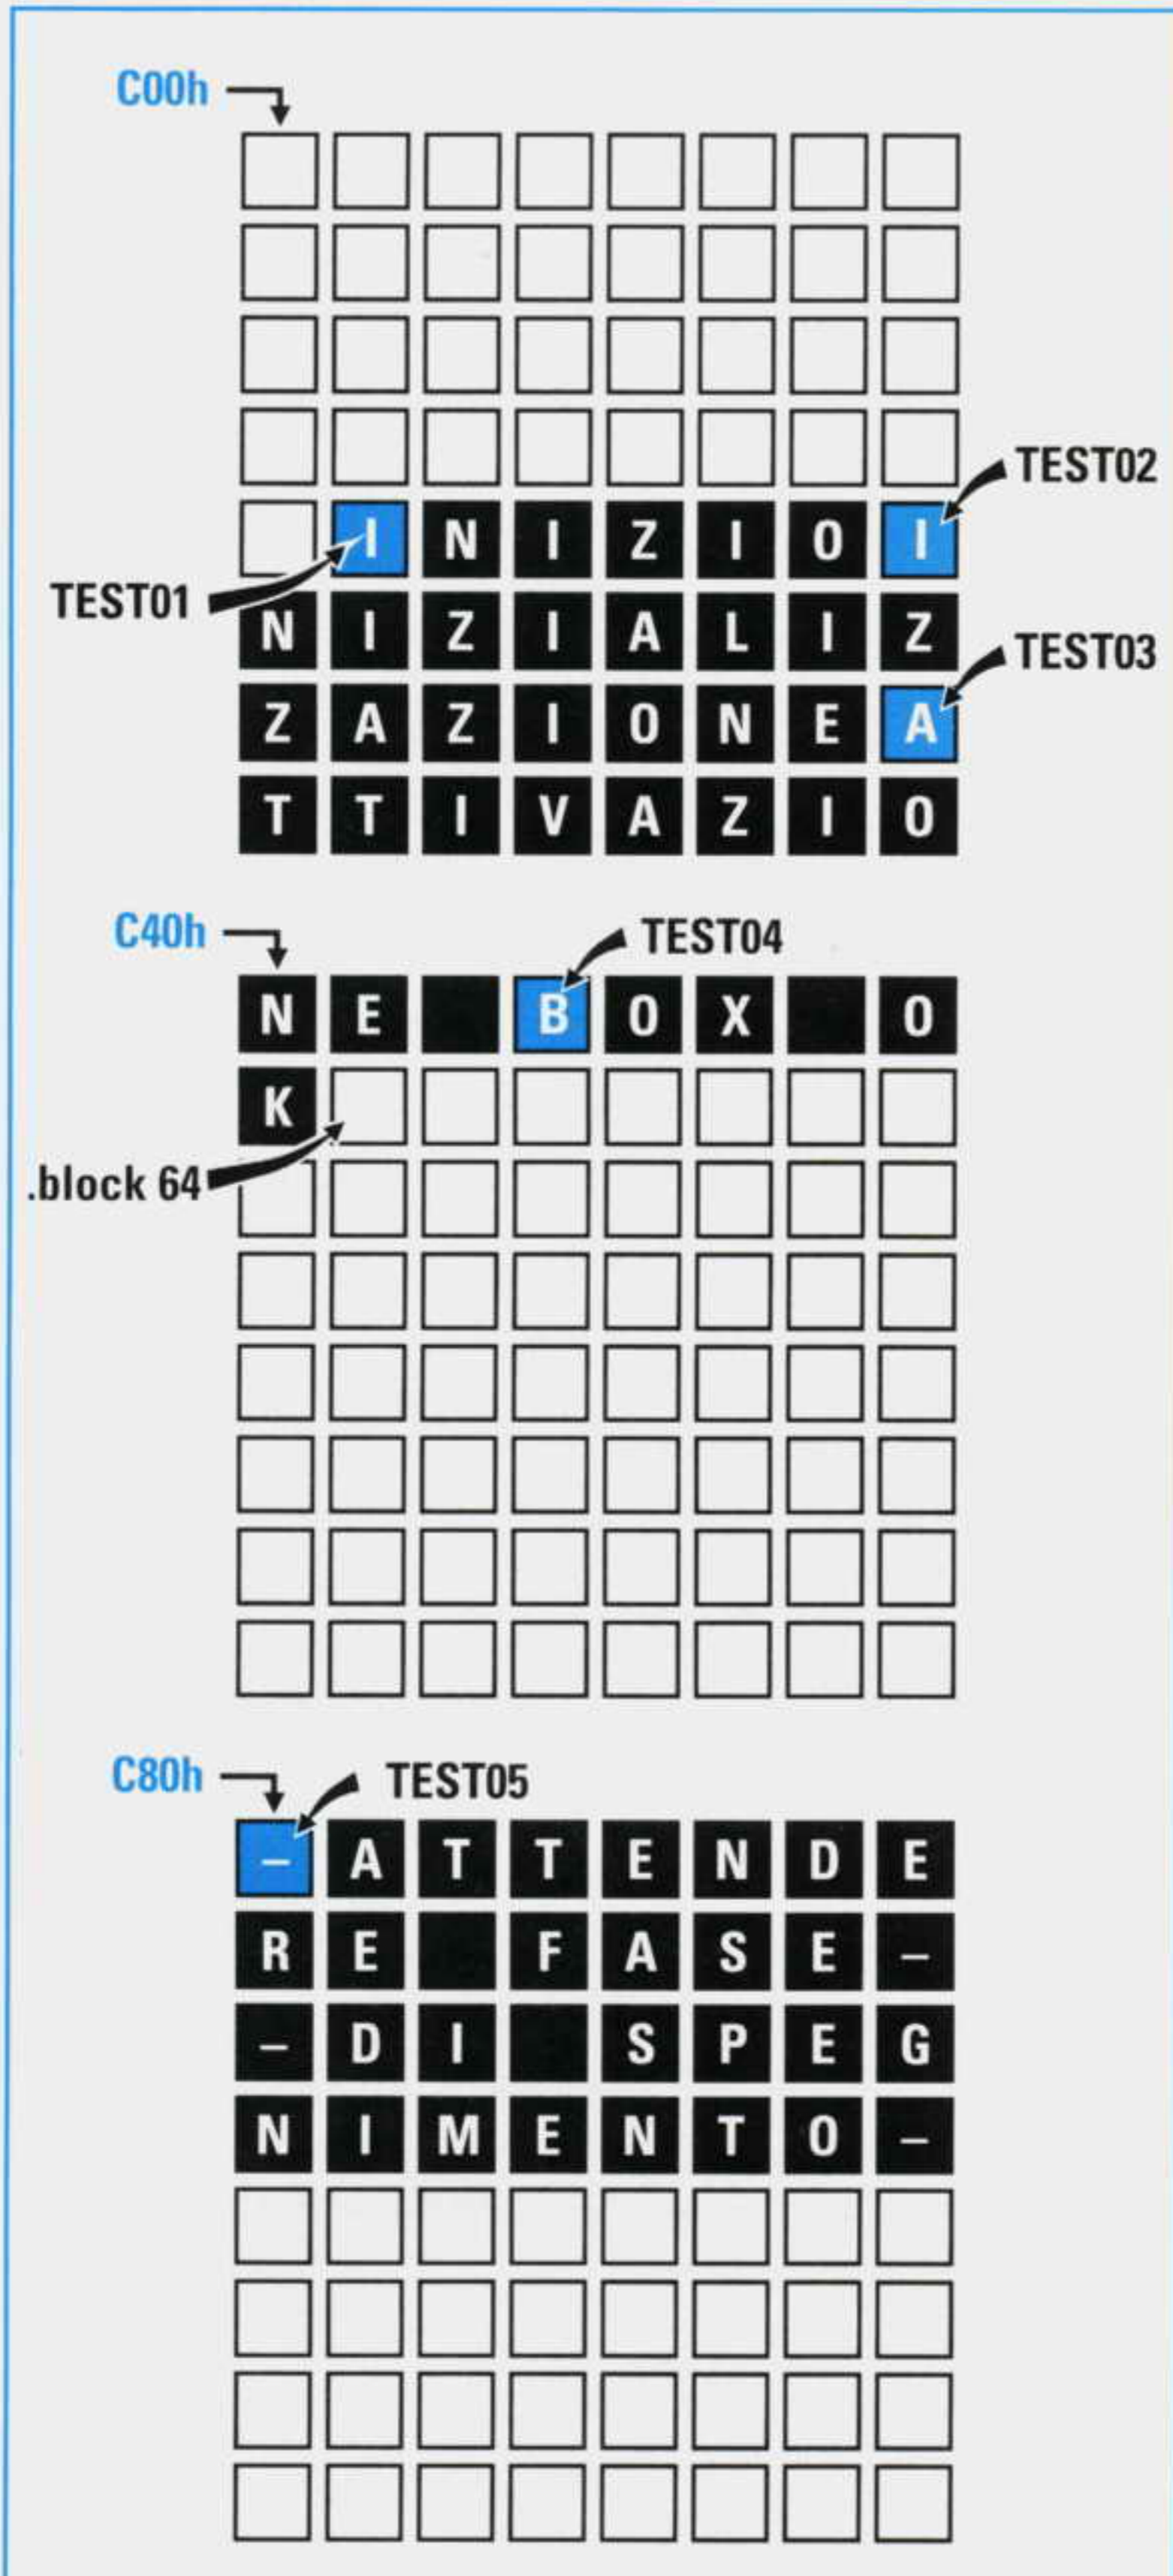 C00h
TEST02
I N I Z I O I
TEST01
N I Z I A L I Z
TEST03
Z A Z I O N E A
T T I V A Z I O
C40h
TEST04
N E B O X O
K
.block 64
C80h
TEST05
– A T T E N D E
R E F A S E –
– D I S P E G
N I M E N T O –